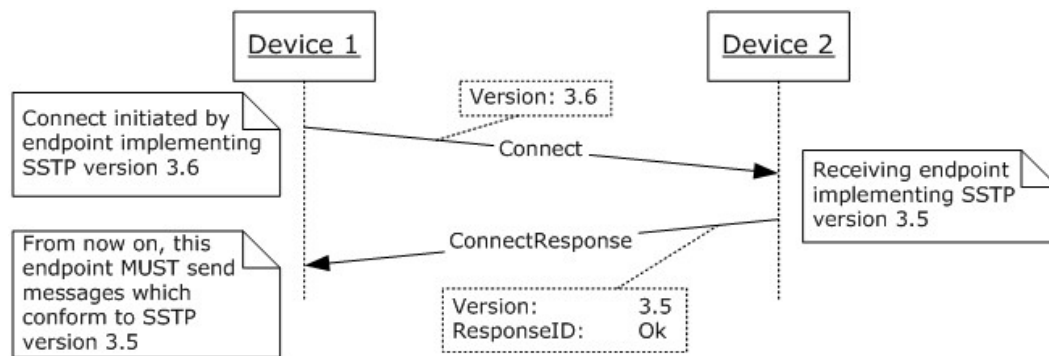 Device 1
Device 2
Version: 3.6
Connect initiated by
endpoint implementing
SSTP version 3.6
Connect
Receiving endpoint
implementing SSTP
version 3.5
ConnectResponse
From now on, this
endpoint MUST send
messages which
conform to SSTP
version 3.5
Version: 3.5
ResponseID: Ok